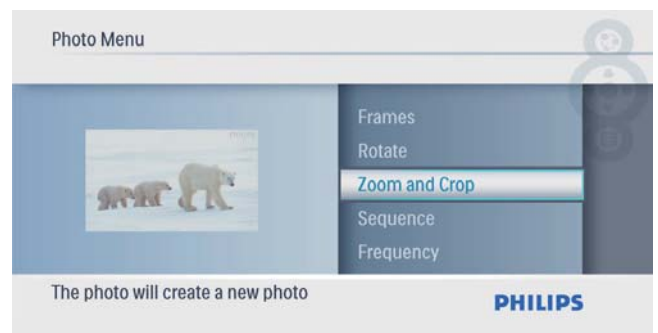 Photo Menu
Frames
Rotate
Zoom and Crop
Sequence
Frequency
The photo will create a new photo
PHILIPS